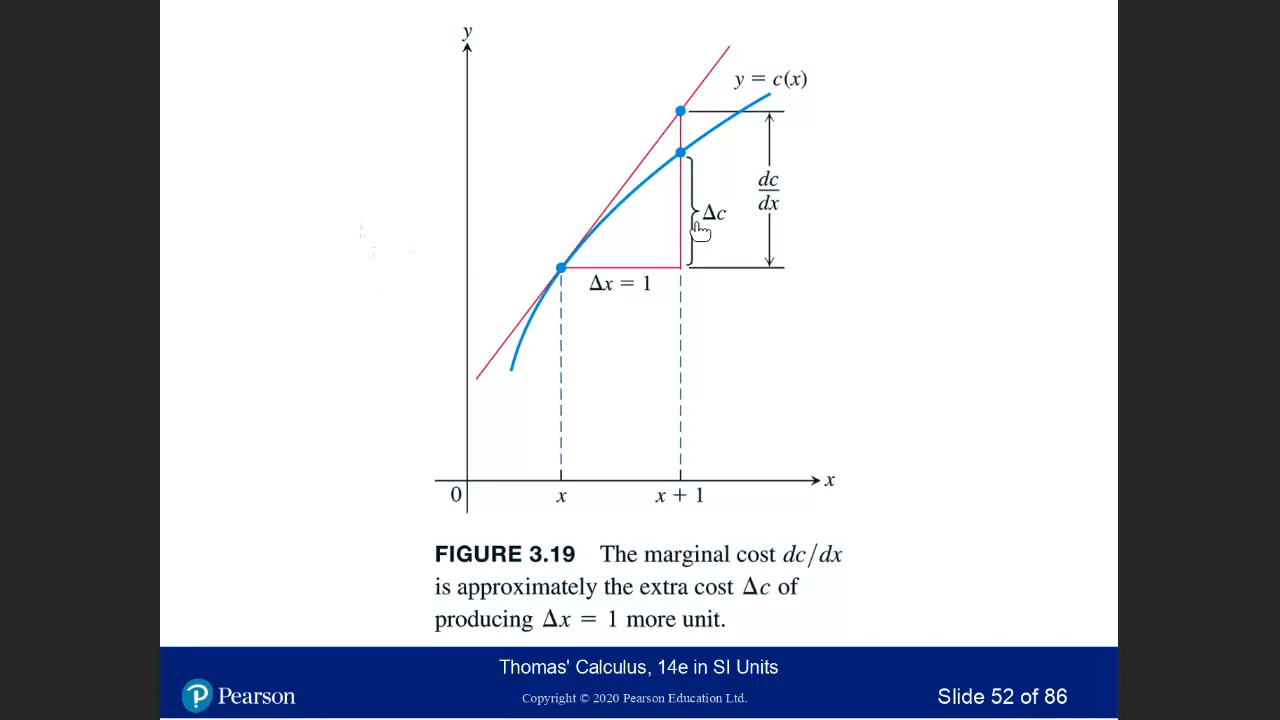 y
y = c(x)
dc
dx
Δc
Δx = 1
0
x
x + 1
x
FIGURE 3.19 The marginal cost dc/dx
is approximately the extra cost Δc of
producing Δx = 1 more unit.
Thomas' Calculus, 14e in SI Units
P Pearson
Copyright © 2020 Pearson Education Ltd.
Slide 52 of 86